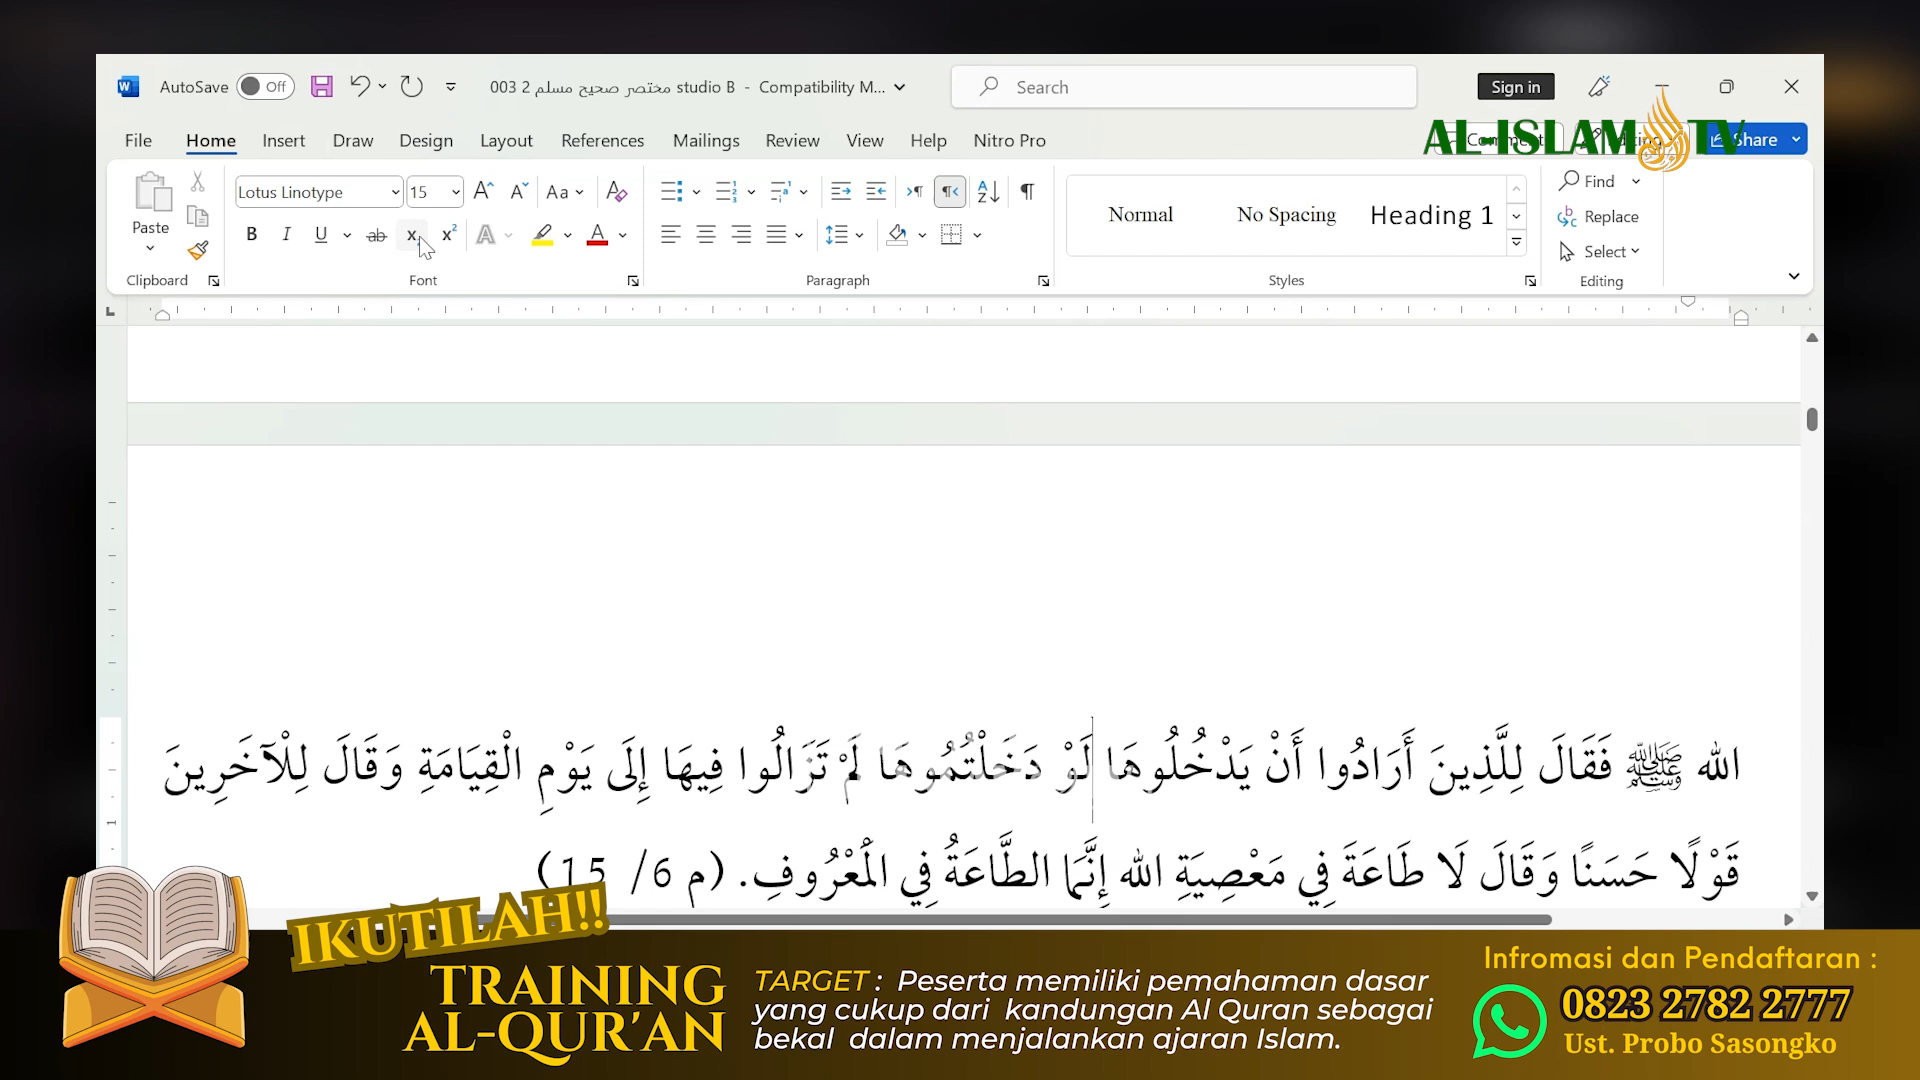 AutoSave Off 003 مختصر صحيح مسلم 2 studio B - Compatibility M... Search Sign in
File Home Insert Draw Design Layout References Mailings Review View Help Nitro Pro AL-ISLAM TV Share
Paste Lotus Linotype 15 Aa Normal No Spacing Heading 1 Find
Replace
Select
Clipboard Font Paragraph Styles Editing
الله ﷺ فَقَالَ لِلَّذِينَ أَرَادُوا أَنْ يَدْخُلُوهَا لَوْ دَخَلْتُمُوهَا لَمْ تَزَالُوا فِيهَا إِلَى يَوْمِ الْقِيَامَةِ وَقَالَ لِلْآخَرِينَ
قَوْلًا حَسَنًا وَقَالَ لَا طَاعَةَ فِي مَعْصِيَةِ الله إِنَّمَا الطَّاعَةُ فِي الْمَعْرُوفِ. (م 6/ 15)
IKUTILAH!!
TRAINING
AL-QUR'AN
TARGET : Peserta memiliki pemahaman dasar
yang cukup dari kandungan Al Quran sebagai
bekal dalam menjalankan ajaran Islam.
Infromasi dan Pendaftaran :
0823 2782 2777
Ust. Probo Sasongko